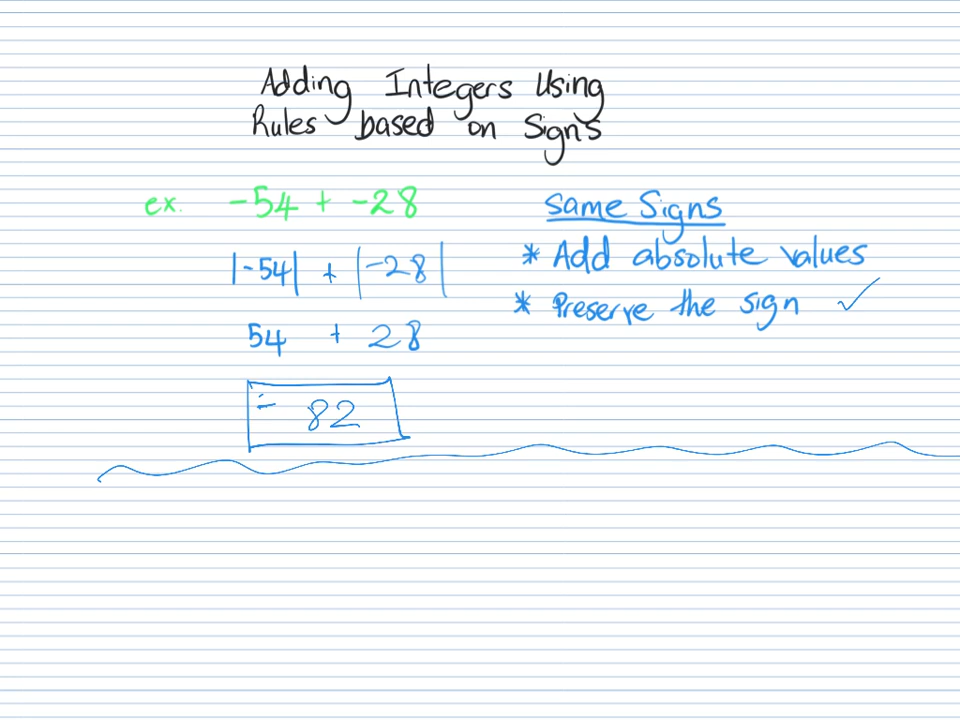 Adding Integers Using
Rules based on Signs
ex. -54 + -28
|-54| + |-28|
54 + 28
- 82
Same Signs
* Add absolute values
* Preserve the sign ✓